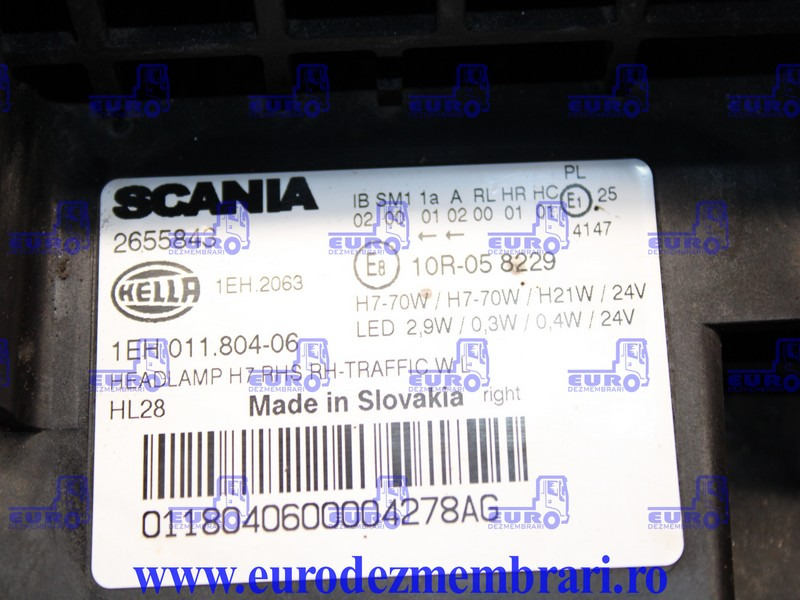 SCANIA
2655843
HELLA
1EH.2063
1EH 011.804-06
HEADLAMP H7 RHS RH-TRAFFIC W L
HL28
Made in Slovakia right
IB SM1 1a A RL HR HC PL
02 00 01 02 00 01 01 E1 25
←← 4147
E8 10R-05 8229
H7-70W / H7-70W / H21W / 24V
LED 2,9W / 0,3W / 0,4W / 24V
0118040600004278AG
EURO
DEZMEMBRARI
www.eurodezmembrari.ro